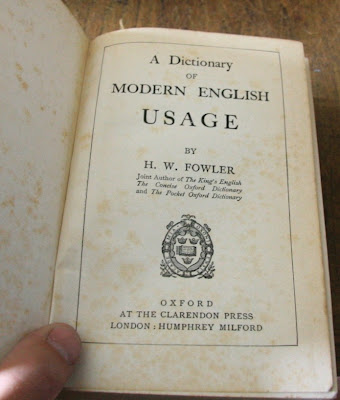 A Dictionary
OF
MODERN ENGLISH
USAGE
BY
H. W. FOWLER
Joint Author of The King's English
The Concise Oxford Dictionary
and The Pocket Oxford Dictionary
OXFORD
AT THE CLARENDON PRESS
LONDON : HUMPHREY MILFORD